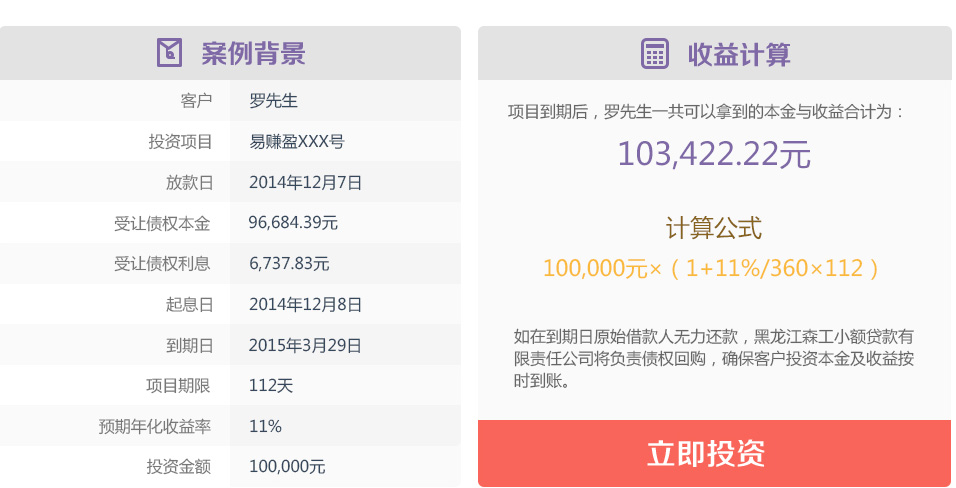 案例背景
客户 罗先生
投资项目 易赚盈XXX号
放款日 2014年12月7日
受让债权本金 96,684.39元
受让债权利息 6,737.83元
起息日 2014年12月8日
到期日 2015年3月29日
项目期限 112天
预期年化收益率 11%
投资金额 100,000元
收益计算
项目到期后，罗先生一共可以拿到的本金与收益合计为：
103,422.22元
计算公式
100,000元×（1+11%/360×112）
如在到期日原始借款人无力还款，黑龙江森工小额贷款有
限责任公司将负责债权回购，确保客户投资本金及收益按
时到账。
立即投资